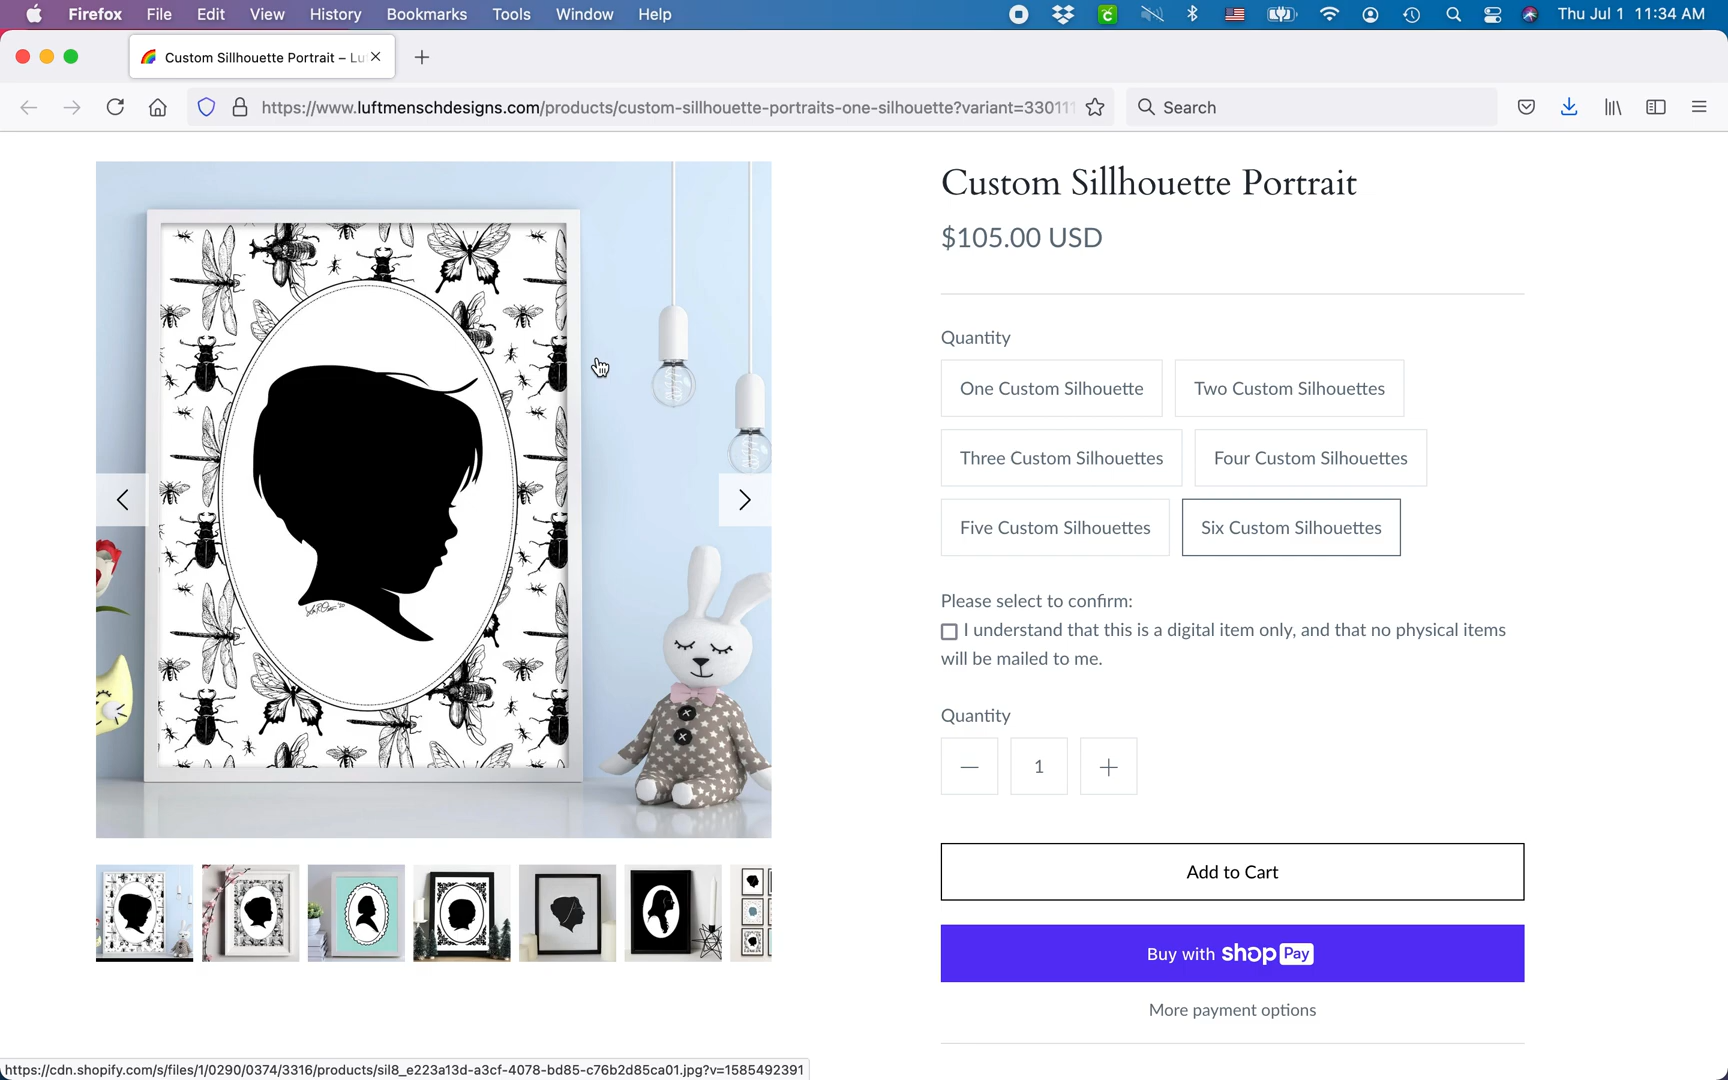 Firefox File Edit View History Bookmarks Tools Window Help Thu Jul 1 11:34 AM
Custom Sillhouette Portrait – Lu
https://www.luftmenschdesigns.com/products/custom-sillhouette-portraits-one-silhouette?variant=330111
Search
Custom Sillhouette Portrait
$105.00 USD
Quantity
One Custom Silhouette
Two Custom Silhouettes
Three Custom Silhouettes
Four Custom Silhouettes
Five Custom Silhouettes
Six Custom Silhouettes
Please select to confirm:
I understand that this is a digital item only, and that no physical items
will be mailed to me.
Quantity
1
Add to Cart
Buy with shop Pay
More payment options
https://cdn.shopify.com/s/files/1/0290/0374/3316/products/sil8_e223a13d-a3cf-4078-bd85-c76b2d85ca01.jpg?v=1585492391